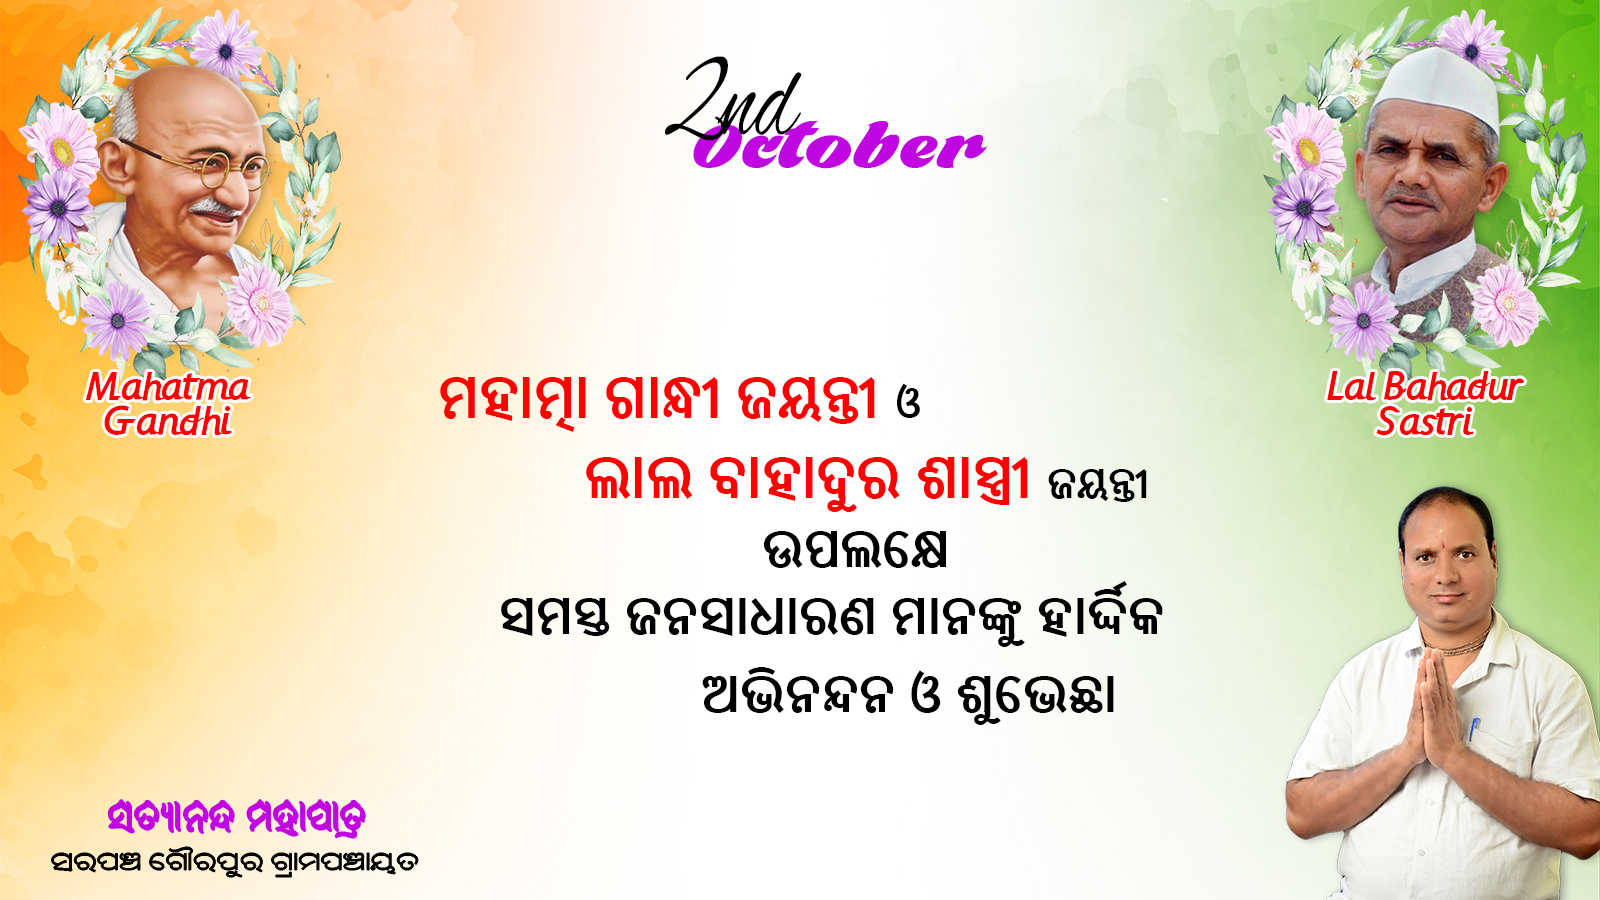 2nd
October
Mahatma
Gandhi
Lal Bahadur
Sastri
ମହାତ୍ମା ଗାନ୍ଧୀ ଜୟନ୍ତୀ ଓ
ଲାଲ ବାହାଦୁର ଶାସ୍ତ୍ରୀ ଜୟନ୍ତୀ
ଉପଲକ୍ଷେ
ସମସ୍ତ ଜନସାଧାରଣ ମାନଙ୍କୁ ହାର୍ଦ୍ଦିକ
ଅଭିନନ୍ଦନ ଓ ଶୁଭେଛା
ସତ୍ୟାନନ୍ଦ ମହାପାତ୍ର
ସରପଞ୍ଚ ଗୌରପୁର ଗ୍ରାମପଞ୍ଚାୟତ